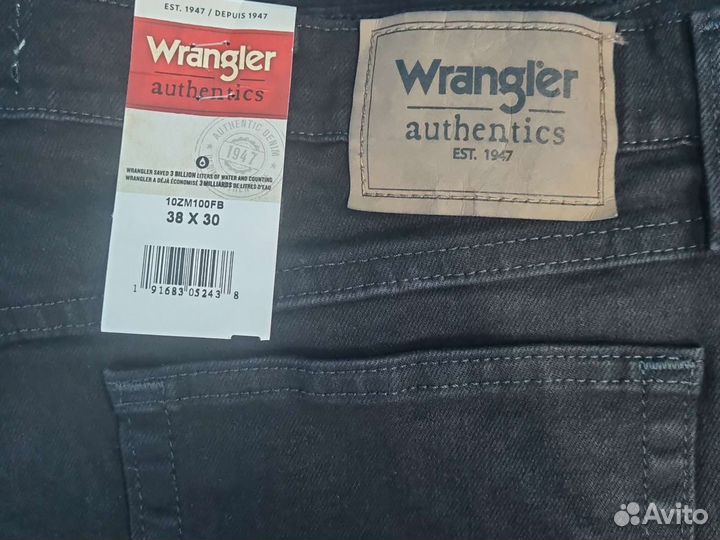 EST. 1947 / DEPUIS 1947
Wrangler
authentics
AUTHENTIC DENIM
1947
WRANGLER SAVED 3 BILLION LITERS OF WATER AND COUNTING
WRANGLER A DÉJÀ ÉCONOMISÉ 3 MILLIARDS DE LITRES D'EAU
10ZM100FB
38 X 30
1 91683 05243 8
Wrangler
authentics
EST. 1947
Avito